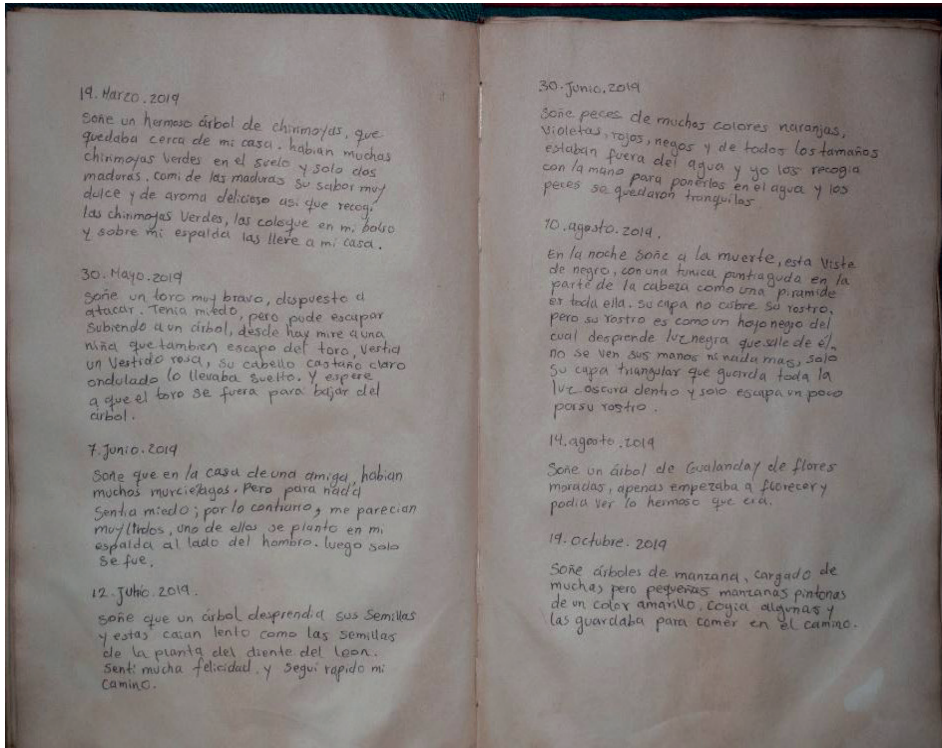 19. Marzo. 2019
Soñe un hermoso árbol de chirimoyas, que
quedaba cerca de mi casa. habian muchas
chirimoyas Verdes en el suelo y solo dos
maduras. comi de las maduras su sabor muy
dulce y de aroma delicioso asi que recogi
las chirimoyas Verdes, las coloque en mi bolso
y sobre mi espalda las lleve a mi casa.
30. Mayo. 2019
Soñe un toro muy bravo, dispuesto a
atacar. Tenia miedo, pero pude escapar
Subiendo a un árbol, desde hay mire a una
niña que tambien escapo del toro, Vestia
un Vestido rosa, su cabello castaño claro
ondulado lo llevaba suelto. Y espere
a que el toro se fuera para bajar del
árbol.
7. Junio. 2019
Soñe que en la casa de una amiga, habian
muchos murcielagos. Pero para nada
Sentia miedo; por lo contrario, me parecian
muy lindos, uno de ellos se planto en mi
espalda al lado del hombro. luego solo
se fue.
12. Junio. 2019.
Soñe que un árbol desprendia sus Semillas
y estas caian lento como las semillas
de la planta del diente del leon.
Senti mucha felicidad. y segui rapido mi
camino.
30. Junio. 2019
Soñe peces de muchos colores naranjas,
Violetas, rojos, negos y de todos los tamaños
estaban fuera del agua y yo los recogia
con la mano para ponerlos en el agua y los
peces se quedaron tranquilos
10. agosto. 2019.
En la noche Soñe a la muerte, esta Viste
de negro, con una tunica puntiaguda en la
parte de la cabeza como una piramide
es toda ella. su capa no cubre su rostro,
pero su rostro es como un hojo negro del
cual desprende luz negra que sale de él.
no se ven sus manos ni nada mas, solo
Su capa triangular que guarda toda la
luz oscura dentro y solo escapa un poco
por su rostro.
14. agosto. 2019
Soñe un árbol de Gualanday de flores
moradas, apenas empezaba a florecer y
podia ver lo hermoso que era.
19. Octubre. 2019
Soñe árboles de manzana, cargado de
muchas pero pequeñas manzanas pintonas
de un color amarillo. cogia algunas y
las guardaba para comer en el camino.